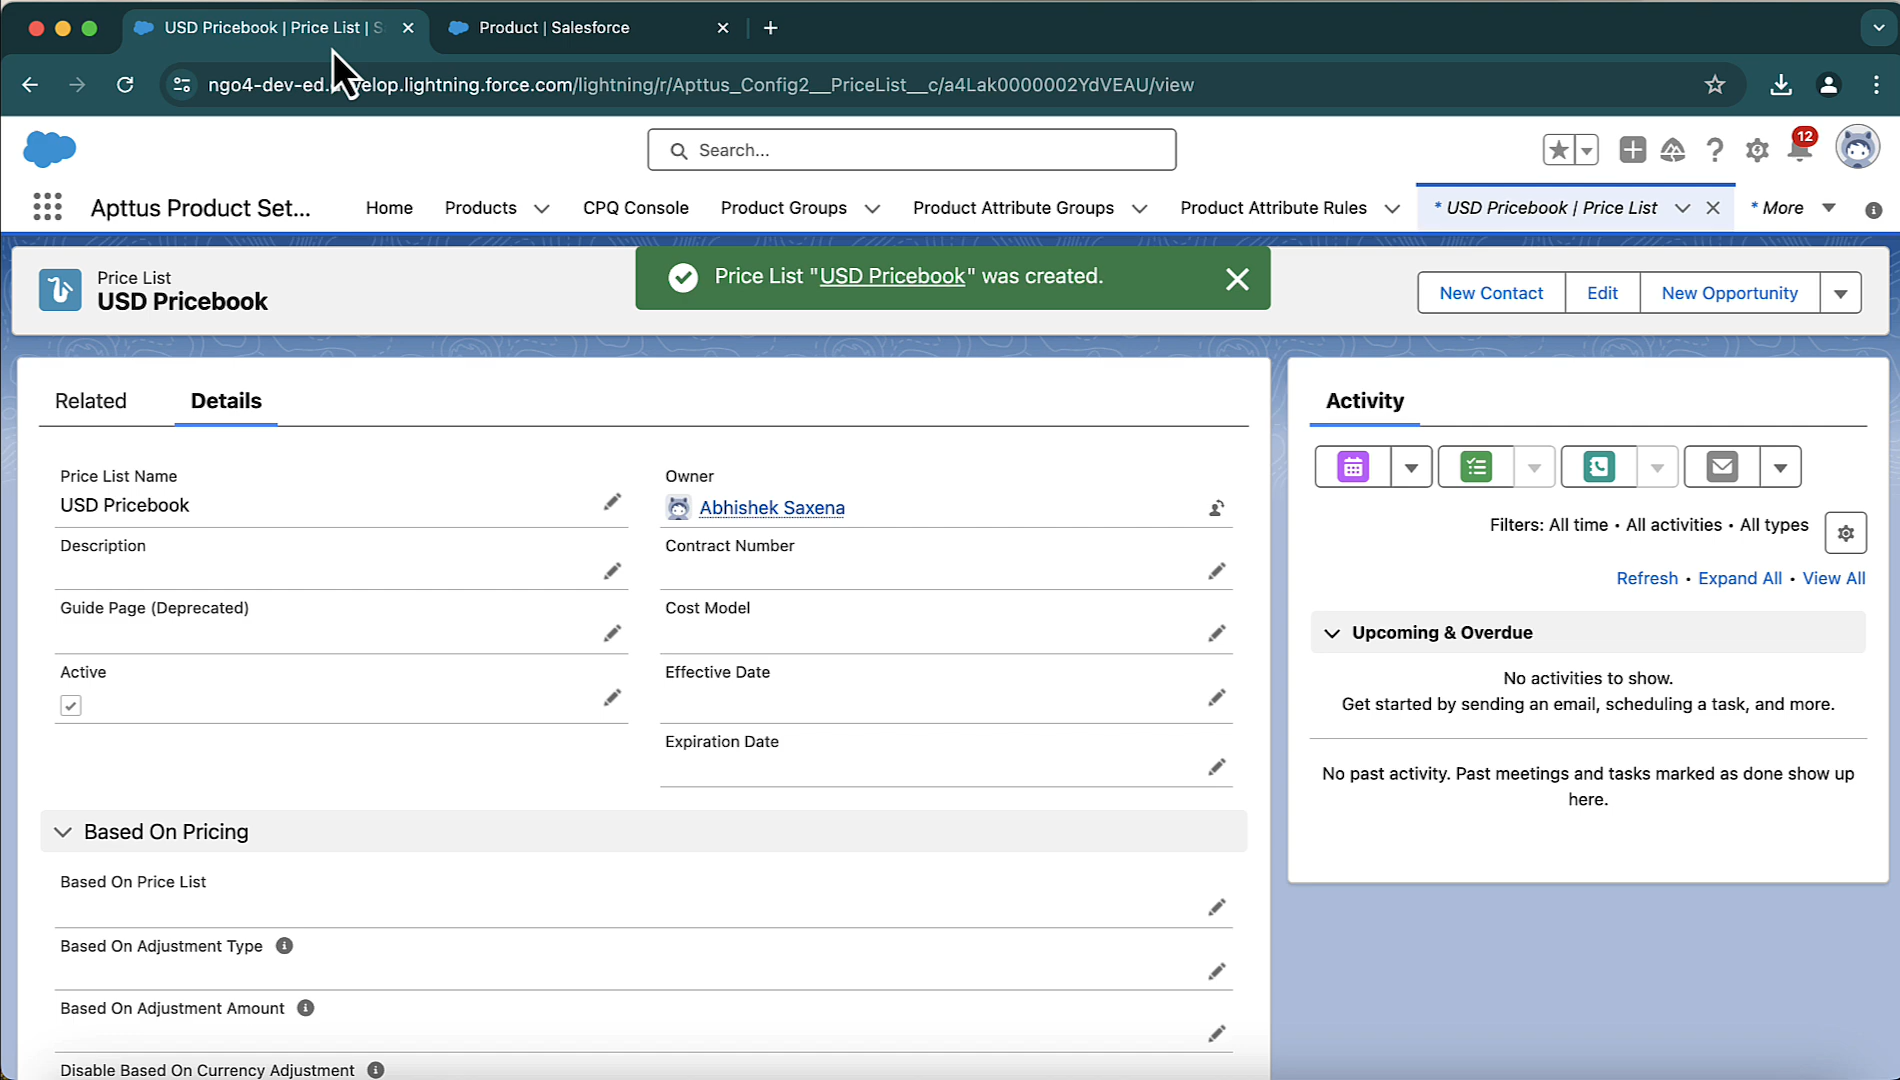 USD Pricebook | Price List | S
Product | Salesforce
ngo4-dev-ed. velop.lightning.force.com/lightning/r/Apttus_Config2__PriceList__c/a4Lak0000002YdVEAU/view
Search...
12
Apttus Product Set...
Home
Products
CPQ Console
Product Groups
Product Attribute Groups
Product Attribute Rules
* USD Pricebook | Price List
* More
Price List
USD Pricebook
Price List "USD Pricebook" was created.
New Contact
Edit
New Opportunity
Related
Details
Price List Name
USD Pricebook
Owner
Abhishek Saxena
Description
Contract Number
Guide Page (Deprecated)
Cost Model
Active
Effective Date
Expiration Date
Based On Pricing
Based On Price List
Based On Adjustment Type
Based On Adjustment Amount
Disable Based On Currency Adjustment
Activity
Filters: All time • All activities • All types
Refresh • Expand All • View All
Upcoming & Overdue
No activities to show.
Get started by sending an email, scheduling a task, and more.
No past activity. Past meetings and tasks marked as done show up
here.